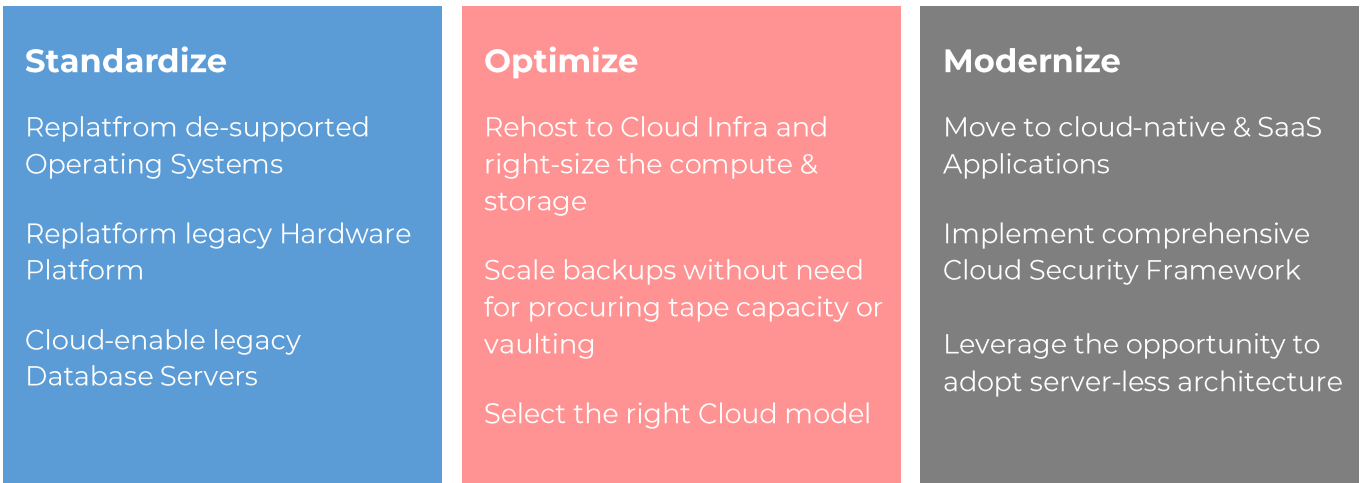 Standardize
Replatfrom de-supported
Operating Systems
Replatform legacy Hardware
Platform
Cloud-enable legacy
Database Servers
Optimize
Rehost to Cloud Infra and
right-size the compute &
storage
Scale backups without need
for procuring tape capacity or
vaulting
Select the right Cloud model
Modernize
Move to cloud-native & SaaS
Applications
Implement comprehensive
Cloud Security Framework
Leverage the opportunity to
adopt server-less architecture